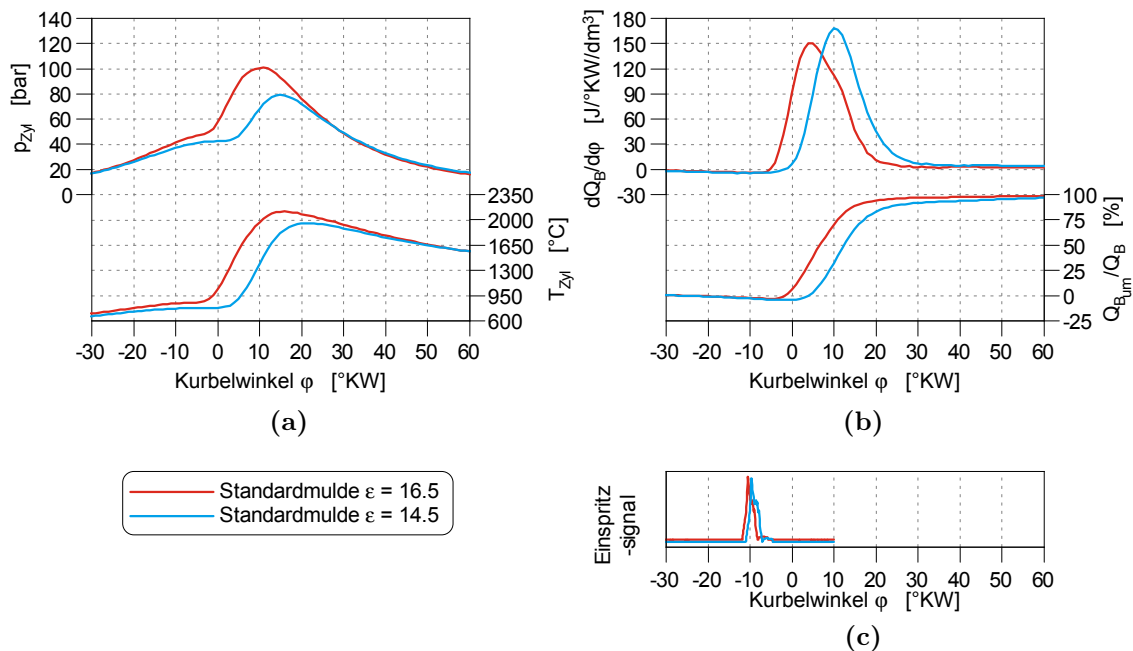 140
120
100
80
60
40
20
0
p_Zyl [bar]
2350
2000
1650
1300
950
600
T_Zyl [°C]
-30 -20 -10 0 10 20 30 40 50 60
Kurbelwinkel φ [°KW]
(a)
180
150
120
90
60
30
0
-30
dQ_B/dφ [J/°KW/dm³]
100
75
50
25
0
-25
Q_Bum/Q_B [%]
-30 -20 -10 0 10 20 30 40 50 60
Kurbelwinkel φ [°KW]
(b)
Standardmulde ε = 16.5
Standardmulde ε = 14.5
Einspritz
-signal
-30 -20 -10 0 10 20 30 40 50 60
Kurbelwinkel φ [°KW]
(c)